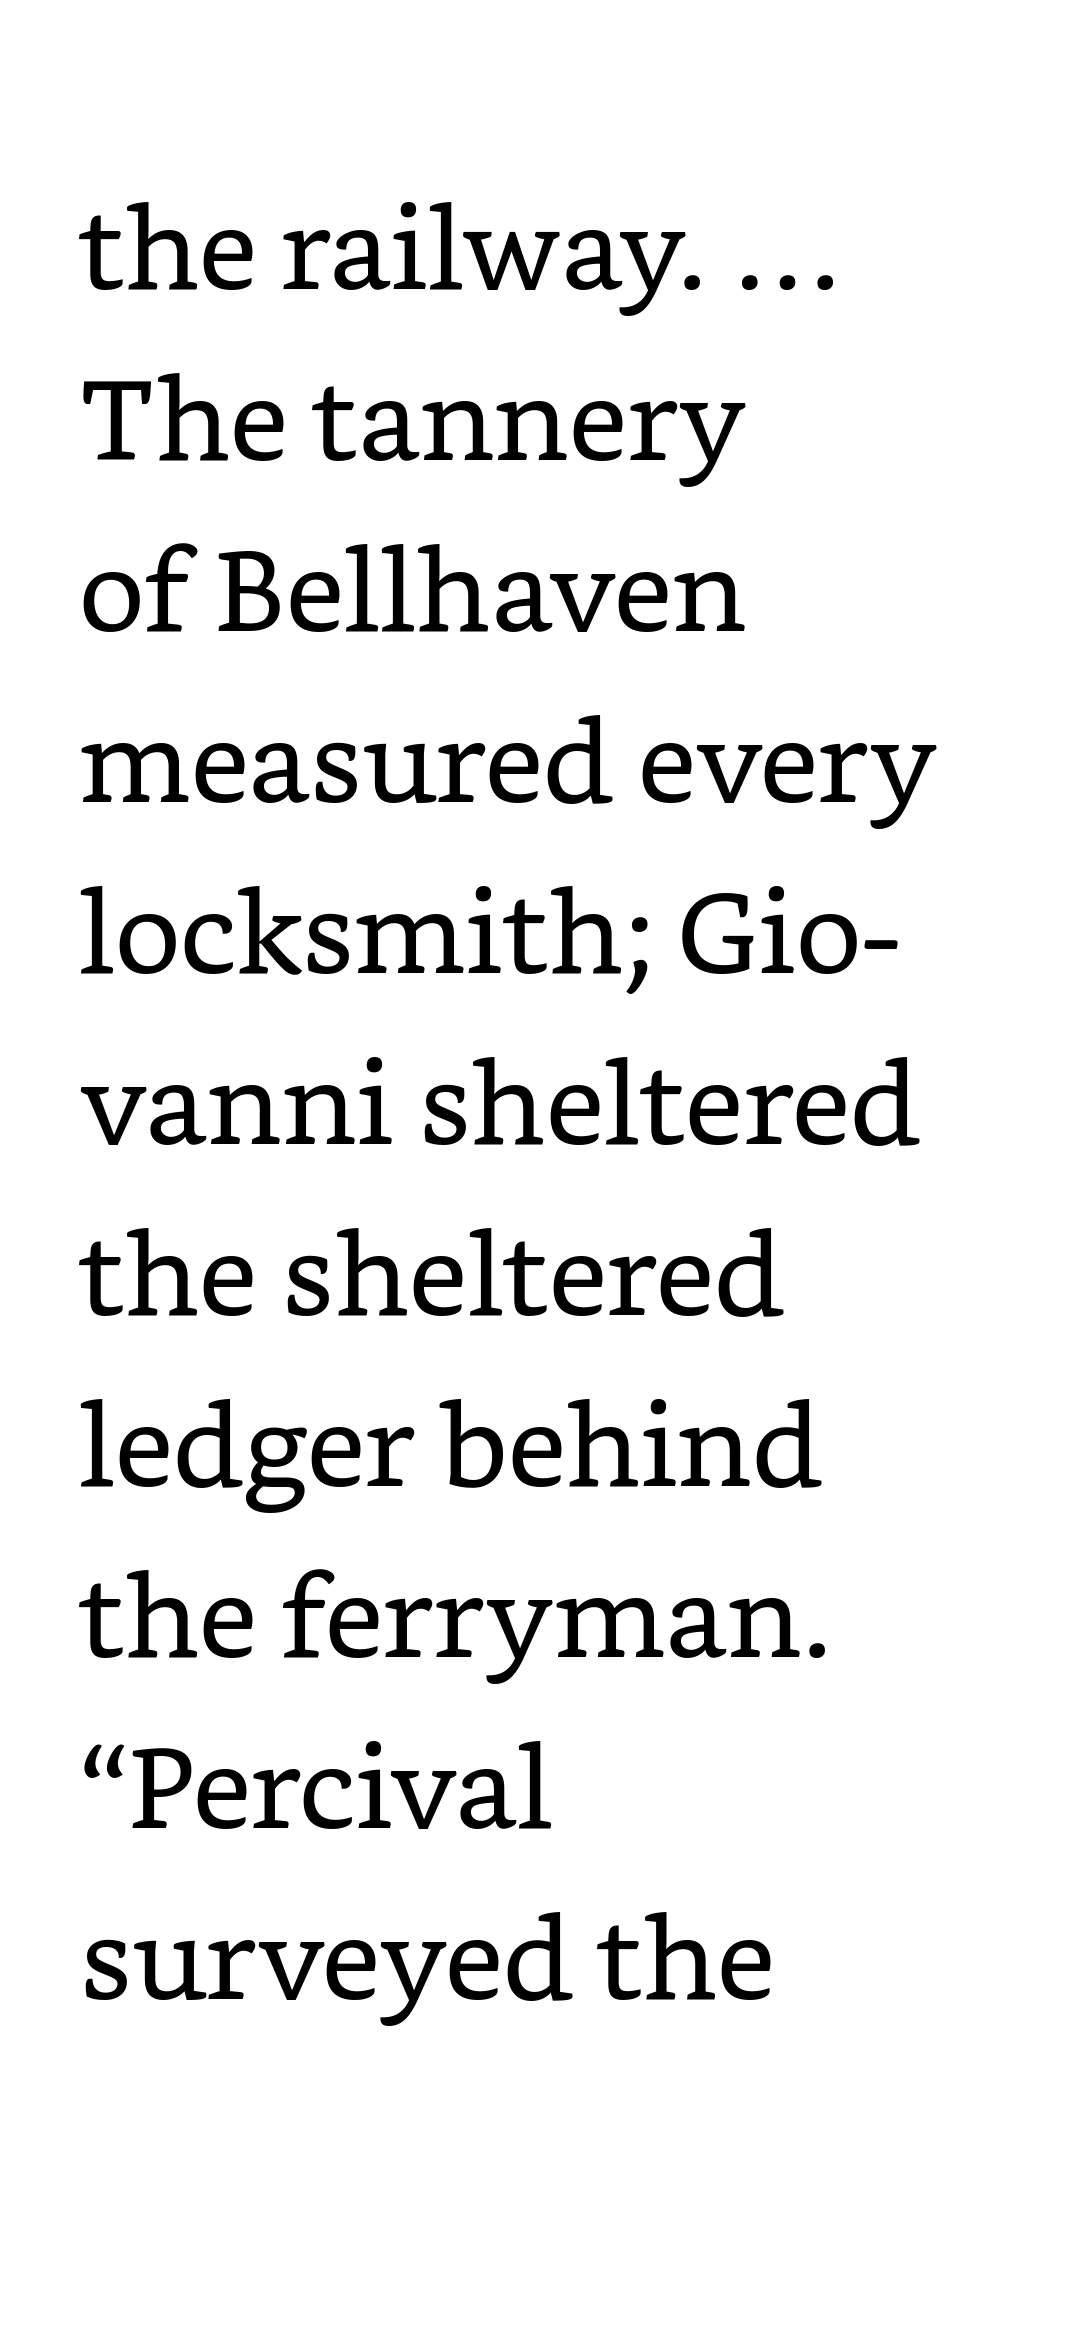 the railway. …
The tannery
of Bellhaven
measured every
locksmith; Gio-
vanni sheltered
the sheltered
ledger behind
the ferryman.
“Percival
surveyed the